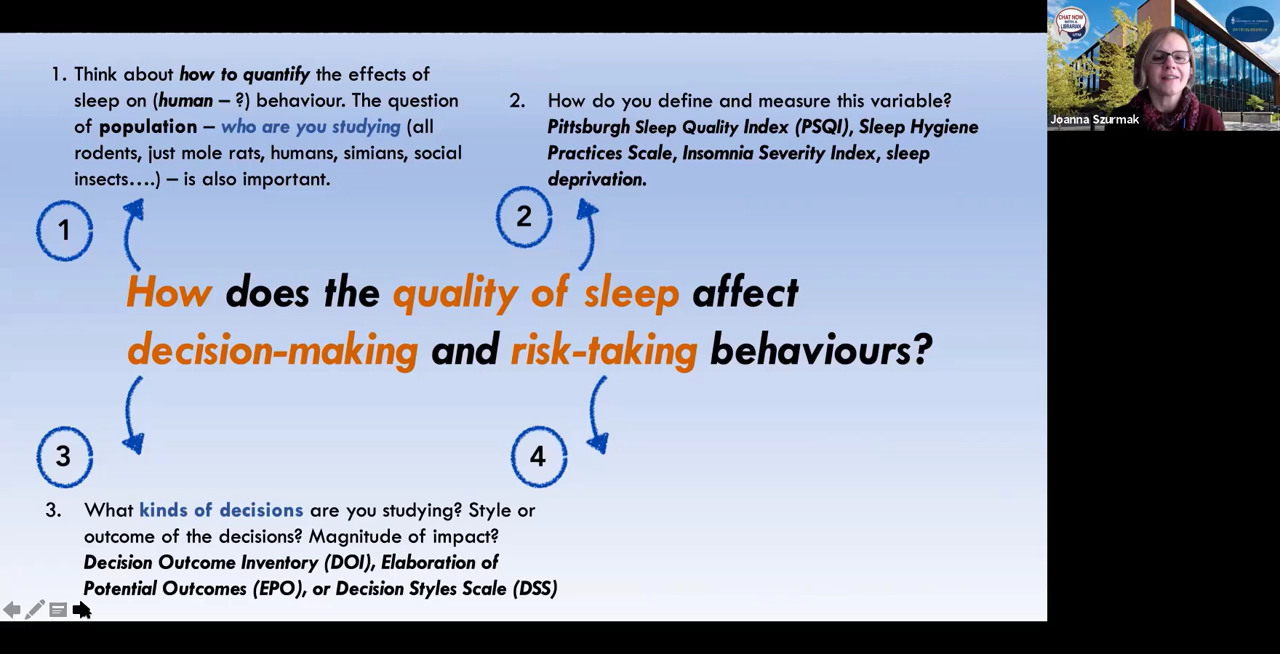 1. Think about how to quantify the effects of
sleep on (human – ?) behaviour. The question
of population – who are you studying (all
rodents, just mole rats, humans, simians, social
insects….) – is also important.
2. How do you define and measure this variable?
Pittsburgh Sleep Quality Index (PSQI), Sleep Hygiene
Practices Scale, Insomnia Severity Index, sleep
deprivation.
1
2
How does the quality of sleep affect
decision-making and risk-taking behaviours?
3
4
3. What kinds of decisions are you studying? Style or
outcome of the decisions? Magnitude of impact?
Decision Outcome Inventory (DOI), Elaboration of
Potential Outcomes (EPO), or Decision Styles Scale (DSS)
CHAT NOW
WITH A
LIBRARIAN
Joanna Szurmak